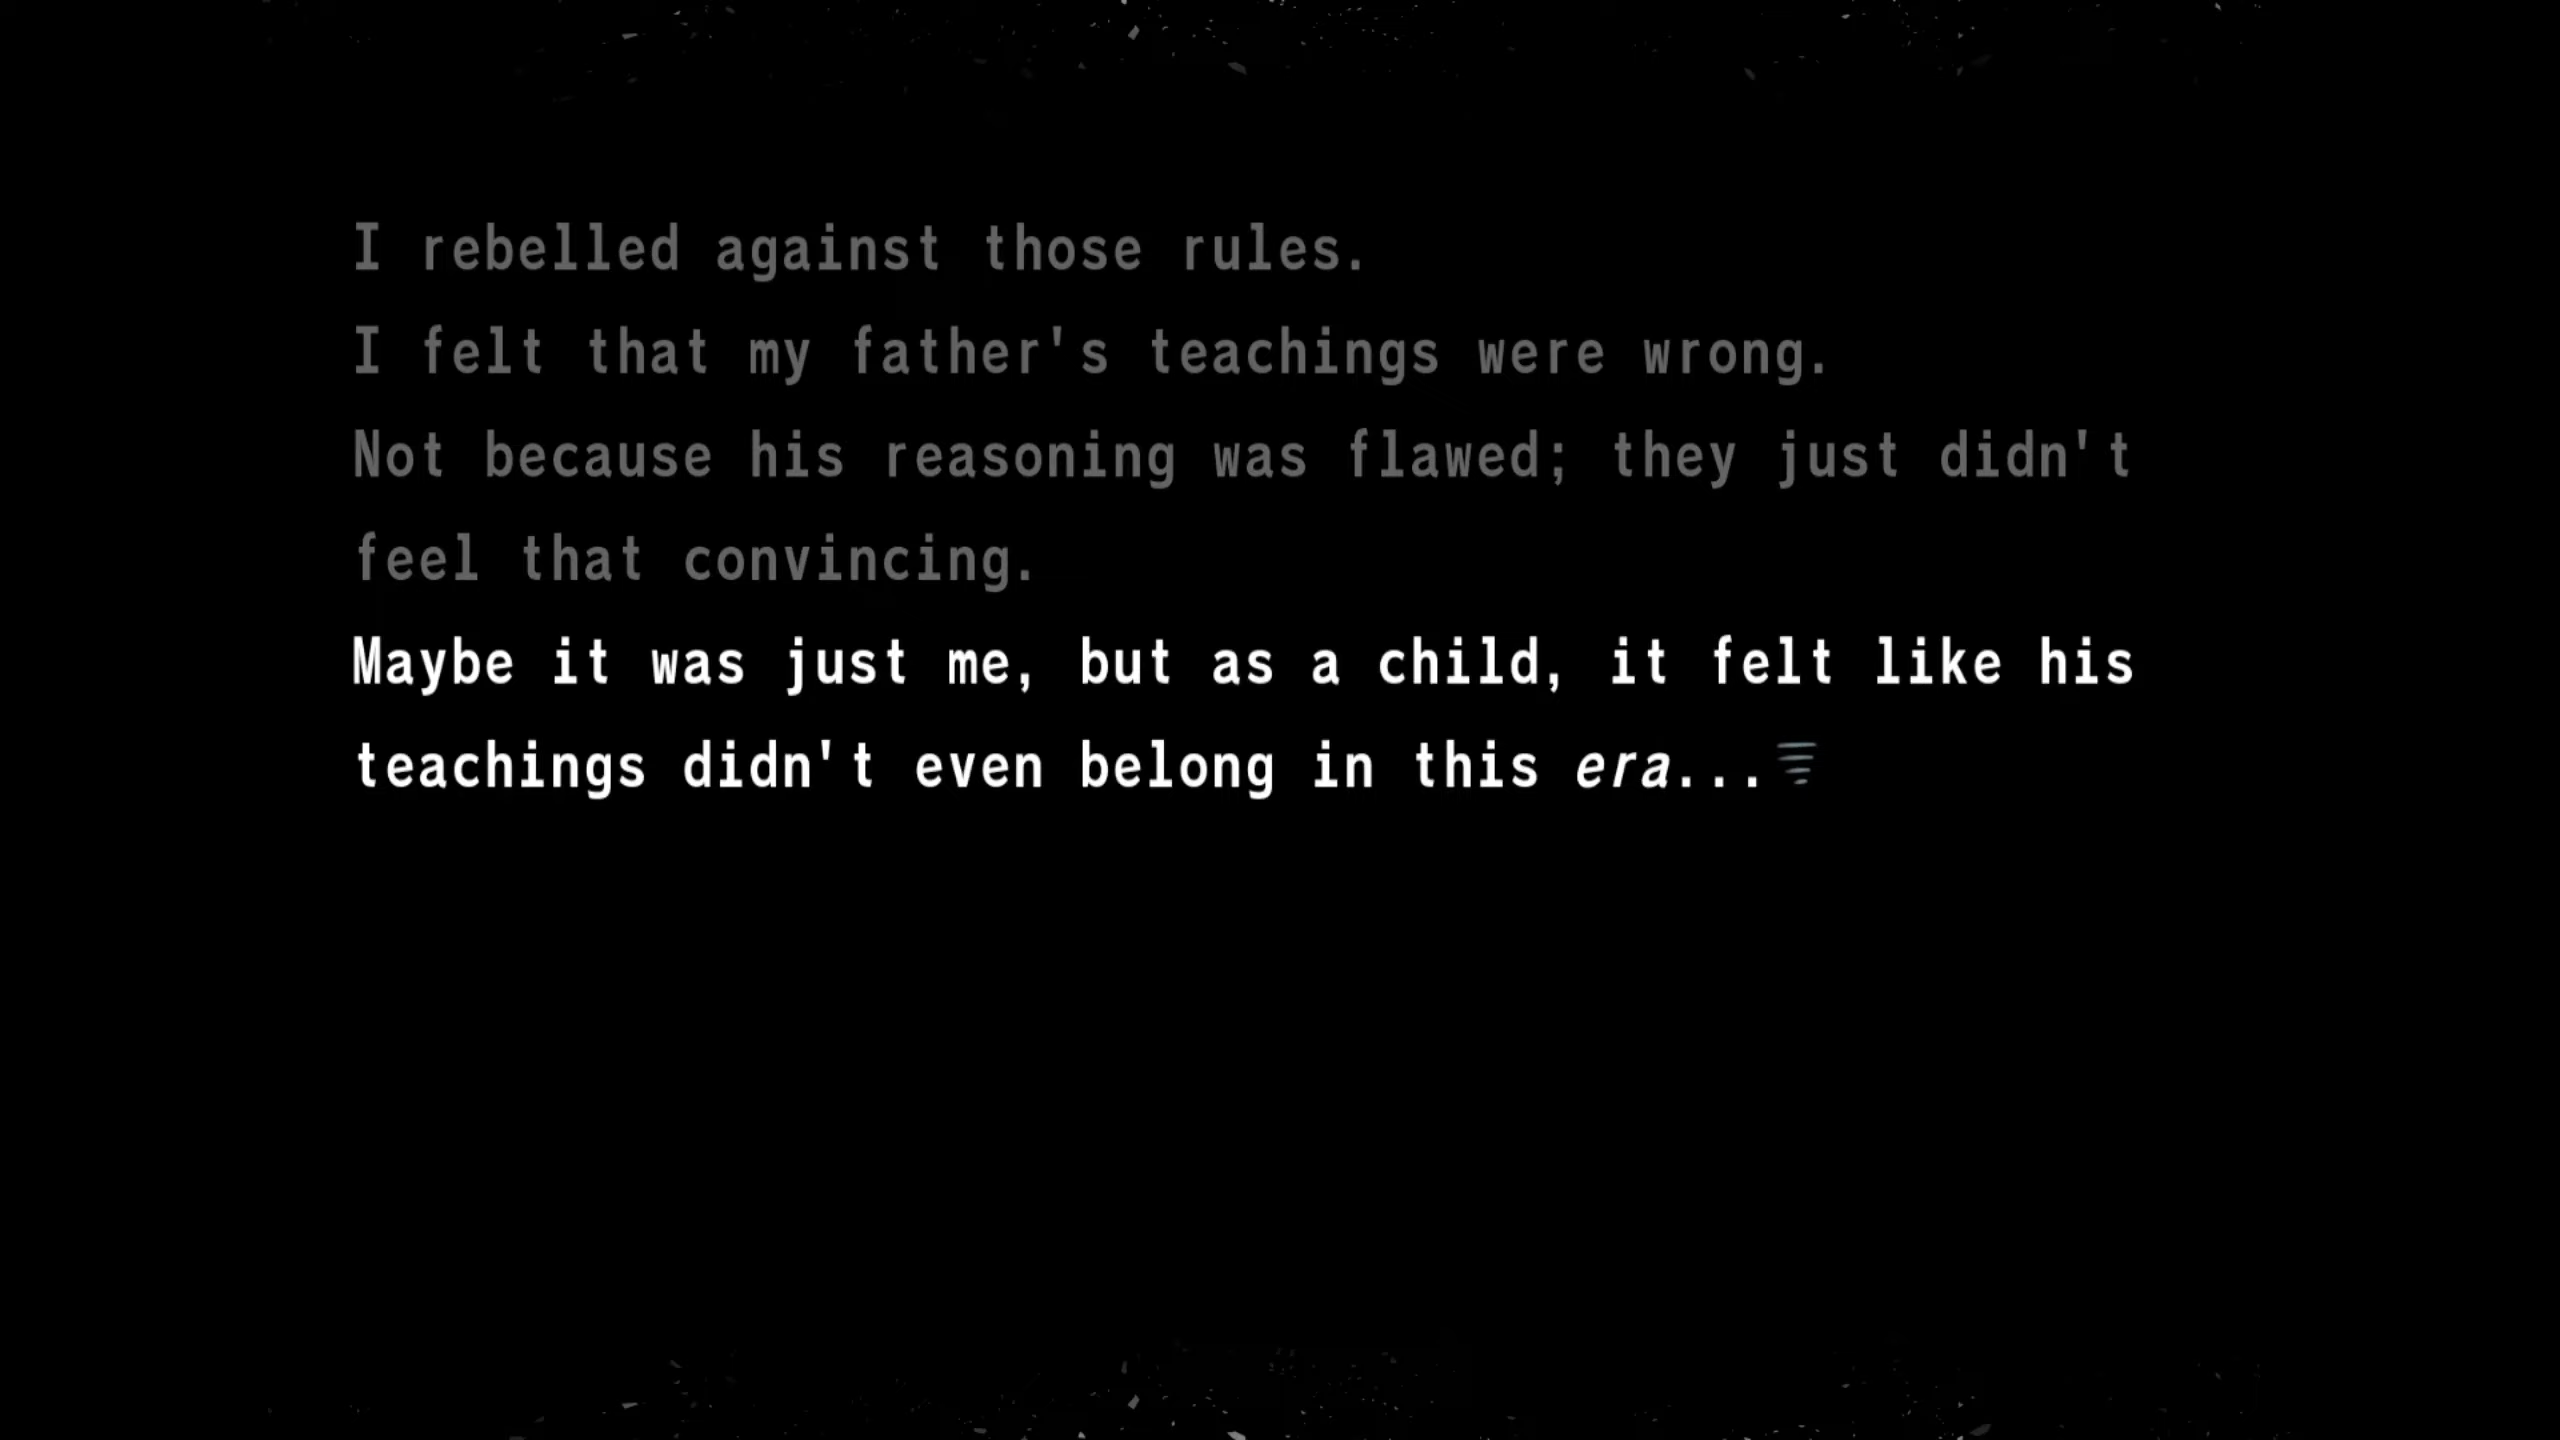 I rebelled against those rules.
I felt that my father's teachings were wrong.
Not because his reasoning was flawed; they just didn't
feel that convincing.
Maybe it was just me, but as a child, it felt like his
teachings didn't even belong in this era...